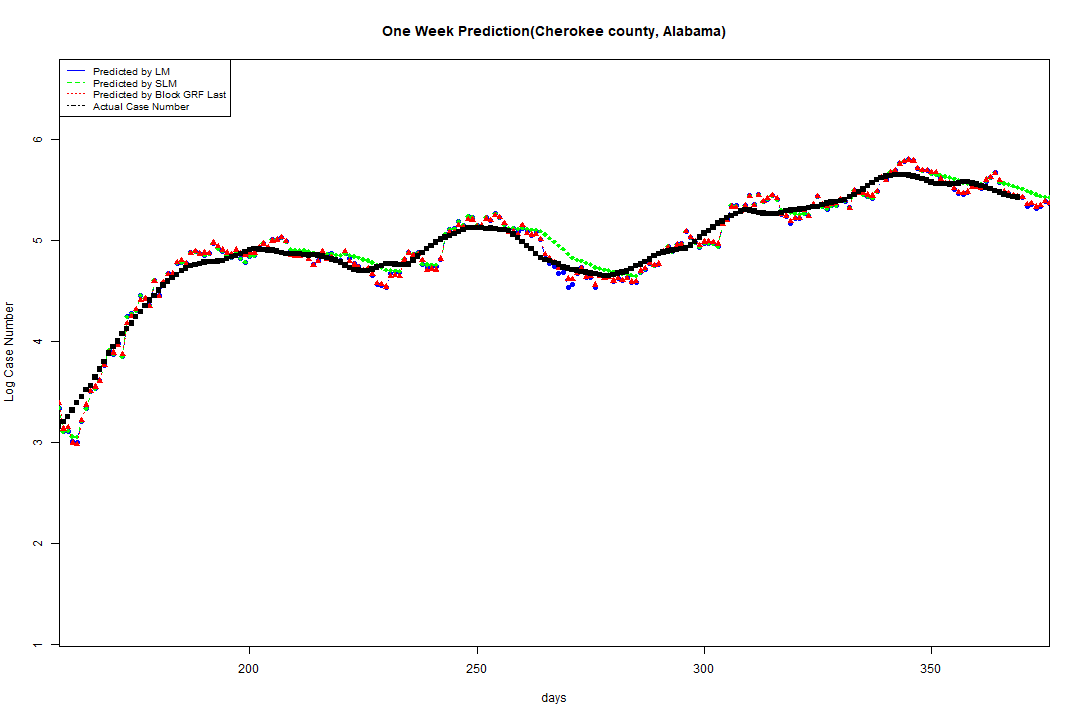 One Week Prediction(Cherokee county, Alabama)
Predicted by LM
Predicted by SLM
Predicted by Block GRF Last
Actual Case Number
6
5
4
3
2
1
Log Case Number
200 250 300 350
days